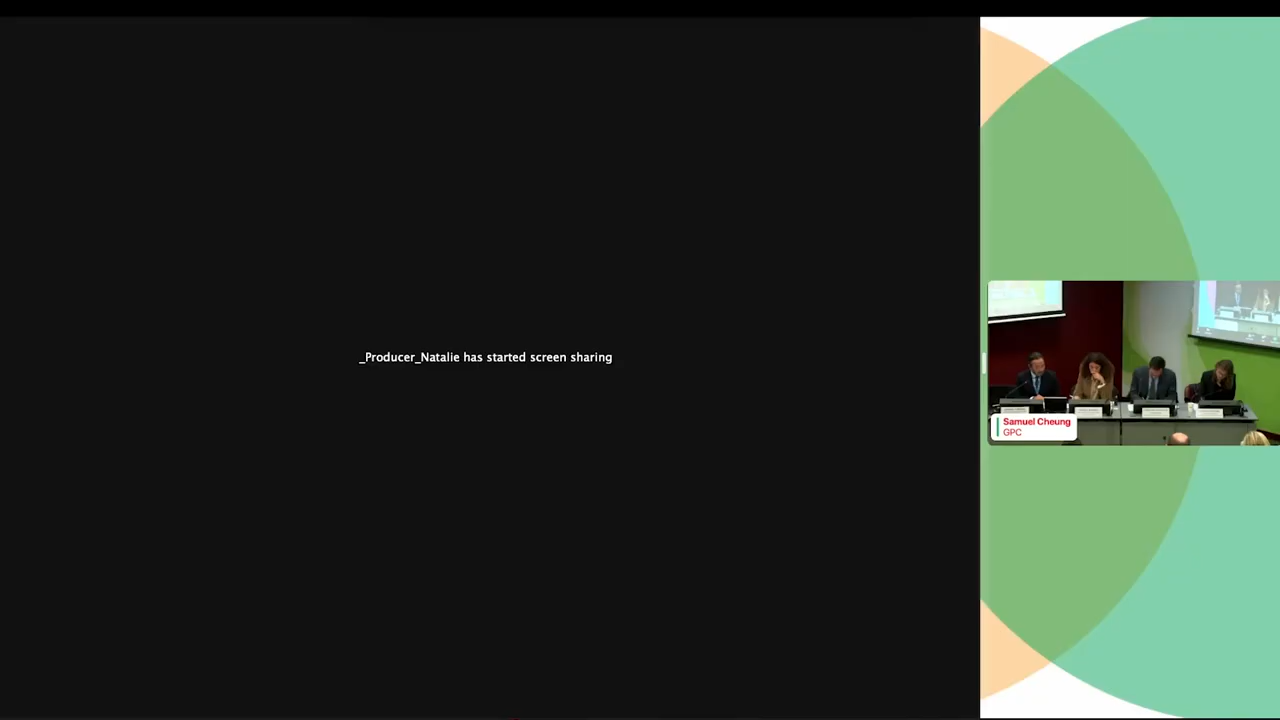 _Producer_Natalie has started screen sharing
Samuel Cheung
GPC